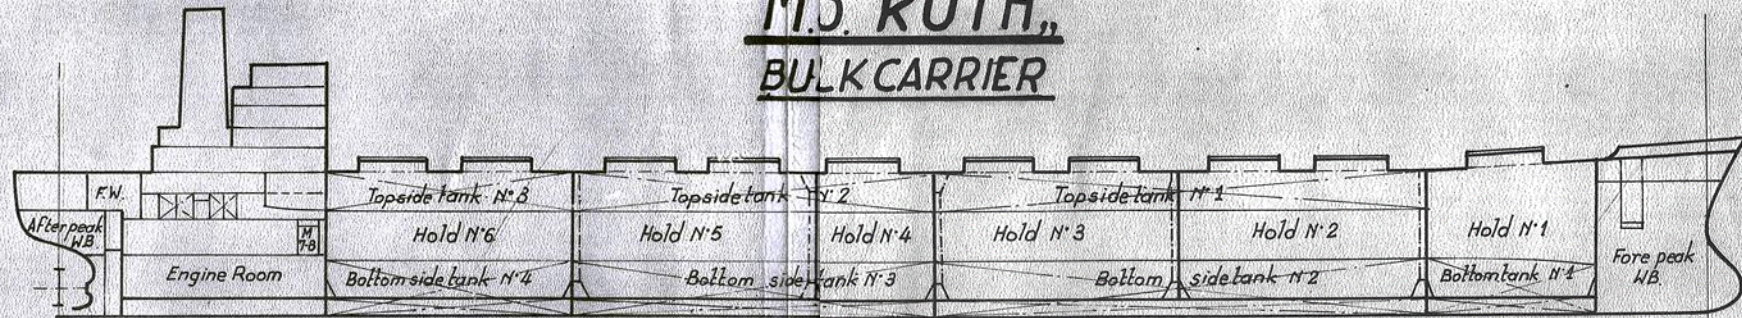 M.S. RUTH„
BULKCARRIER
F.W.
Topside tank N°3
Topside tank N°2
Topside tank N°1
After peak
WB
M
7-8
Hold N°6
Hold N°5
Hold N°4
Hold N°3
Hold N°2
Hold N°1
Fore peak
WB.
Engine Room
Bottom side tank N°4
Bottom side tank N°3
Bottom side tank N°2
Bottom tank N°1